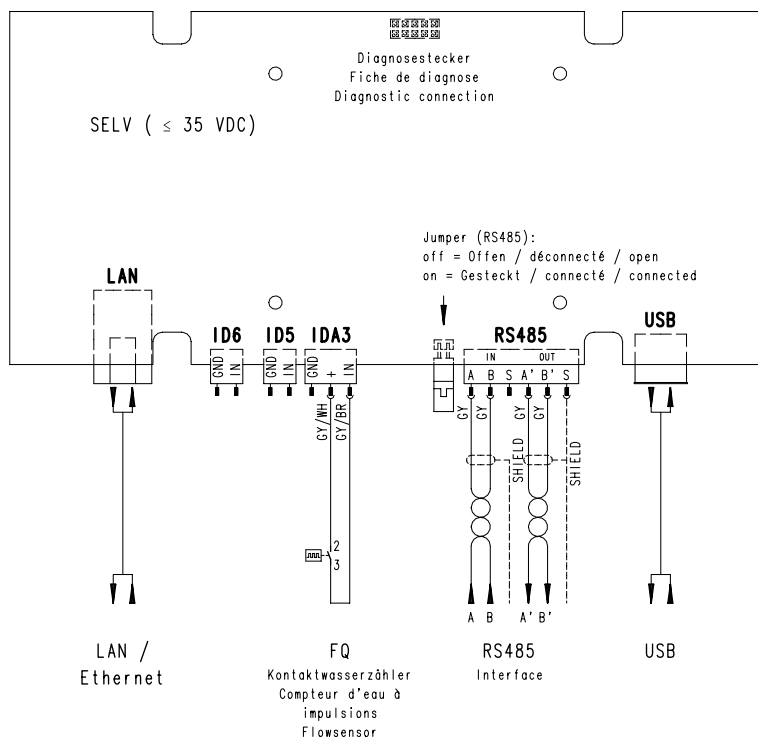 Diagnosestecker
Fiche de diagnose
Diagnostic connection
SELV ( ≤ 35 VDC)
Jumper (RS485):
off = Offen / déconnecté / open
on = Gesteckt / connecté / connected
LAN
ID6
ID5
IDA3
RS485
USB
IN
OUT
GND
IN
GND
IN
GND
+
IN
A
B
S
A'
B'
S
GY/WH
GY/BR
GY
GY
GY
GY
SHIELD
SHIELD
2
3
A
B
A'
B'
LAN /
Ethernet
FQ
Kontaktwasserzähler
Compteur d'eau à
impulsions
Flowsensor
RS485
Interface
USB